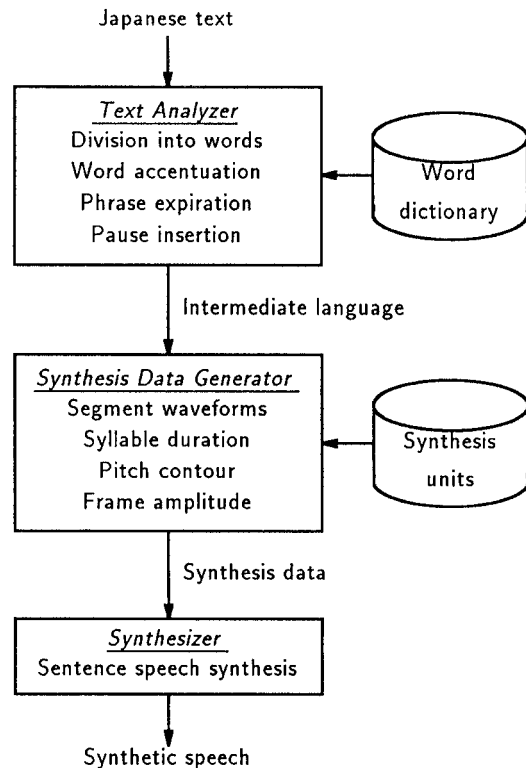 Japanese text
Text Analyzer
Division into words
Word accentuation
Phrase expiration
Pause insertion
Word
dictionary
Intermediate language
Synthesis Data Generator
Segment waveforms
Syllable duration
Pitch contour
Frame amplitude
Synthesis
units
Synthesis data
Synthesizer
Sentence speech synthesis
Synthetic speech